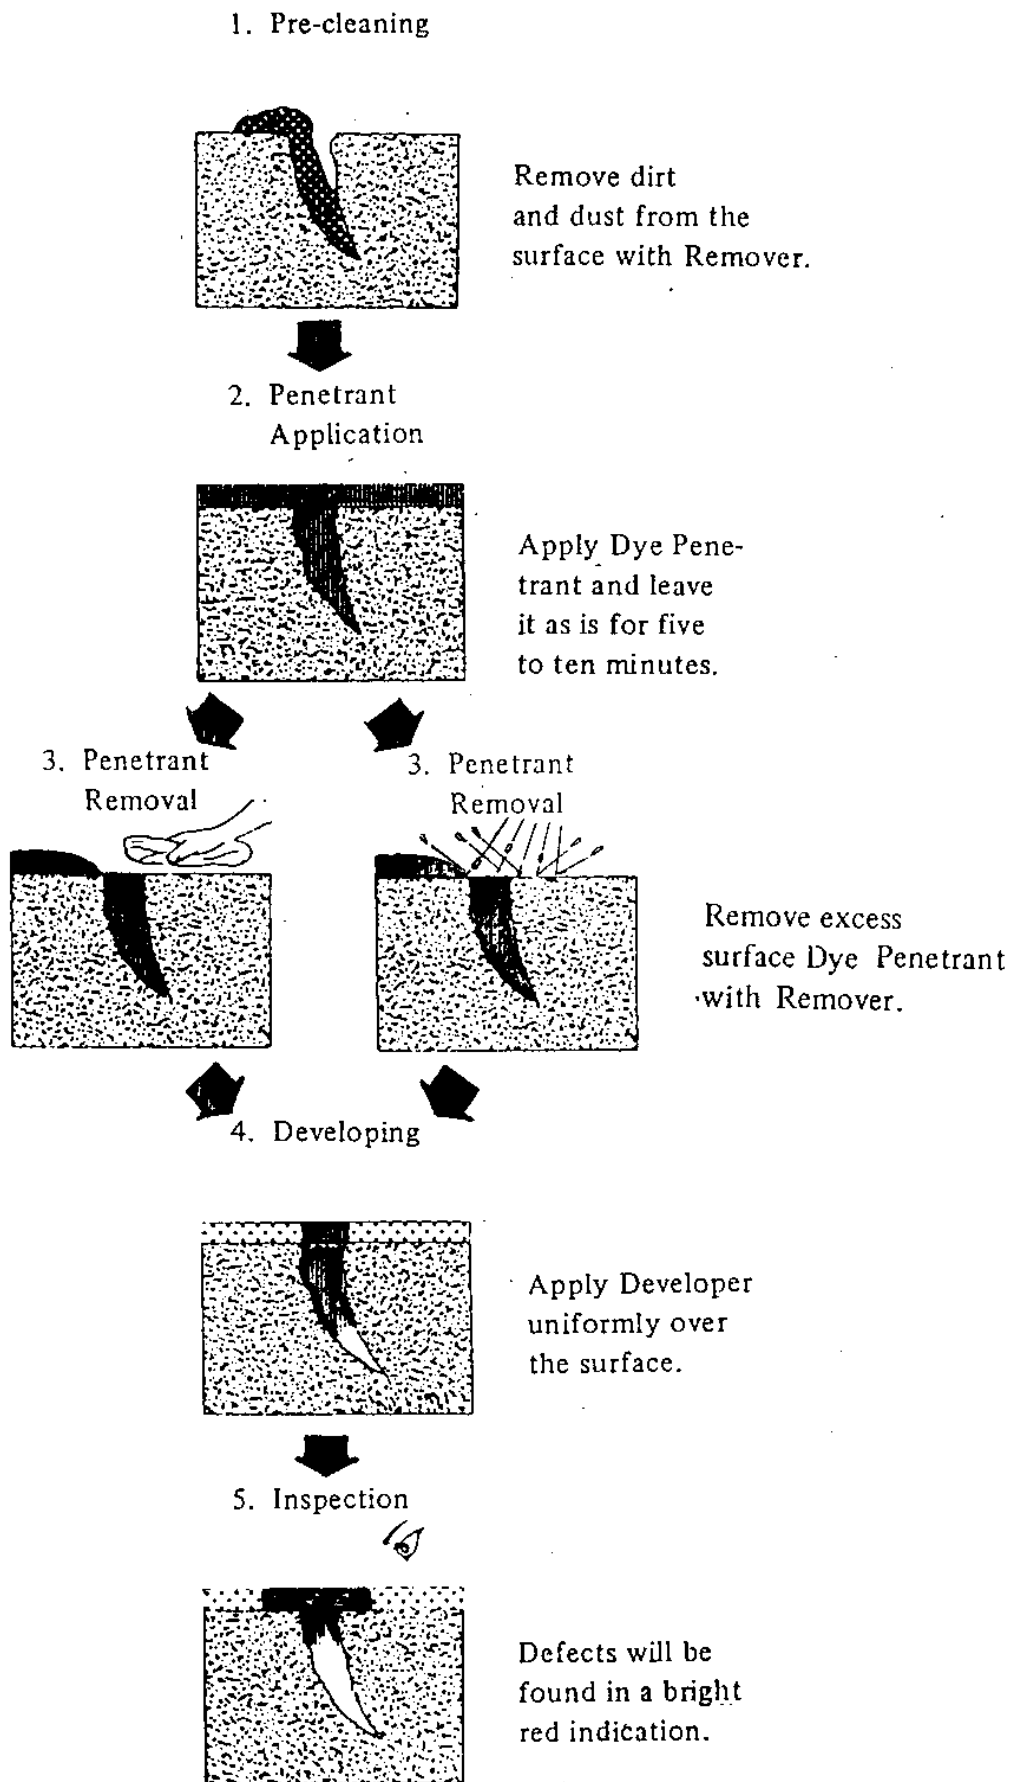 1. Pre-cleaning
Remove dirt
and dust from the
surface with Remover.
2. Penetrant
Application
Apply Dye Pene-
trant and leave
it as is for five
to ten minutes.
3. Penetrant
Removal
3. Penetrant
Removal
Remove excess
surface Dye Penetrant
with Remover.
4. Developing
Apply Developer
uniformly over
the surface.
5. Inspection
Defects will be
found in a bright
red indication.